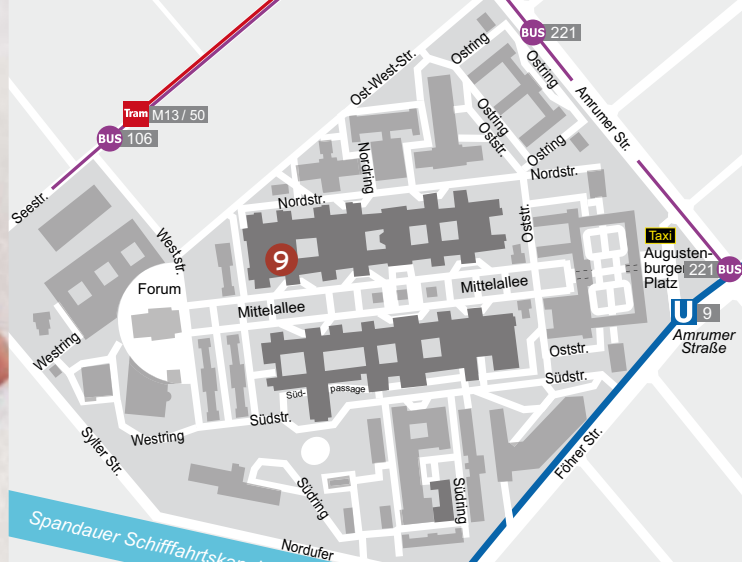 BUS 221
Ostring
Ost-West-Str.
Ostring
Amrumer Str.
Tram M13 / 50
BUS 106
Ostring
Oststr.
Ostring
Nordring
Nordstr.
Seestr.
Nordstr.
Oststr.
Weststr.
Taxi
Augusten-
burger
Platz
221 BUS
9
Forum
Mittelallee
Mittelallee
U 9
Amrumer
Straße
Westring
Oststr.
Südstr.
Süd- passage
Südstr.
Westring
Sylter Str.
Föhrer Str.
Südring
Südring
Spandauer Schifffahrtskan
Nordufer